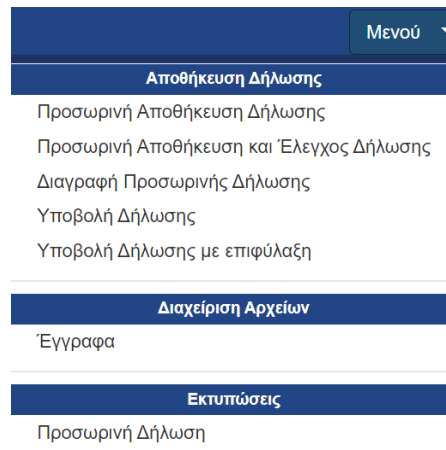 Μενού
Αποθήκευση Δήλωσης
Προσωρινή Αποθήκευση Δήλωσης
Προσωρινή Αποθήκευση και Έλεγχος Δήλωσης
Διαγραφή Προσωρινής Δήλωσης
Υποβολή Δήλωσης
Υποβολή Δήλωσης με επιφύλαξη
Διαχείριση Αρχείων
Έγγραφα
Εκτυπώσεις
Προσωρινή Δήλωση